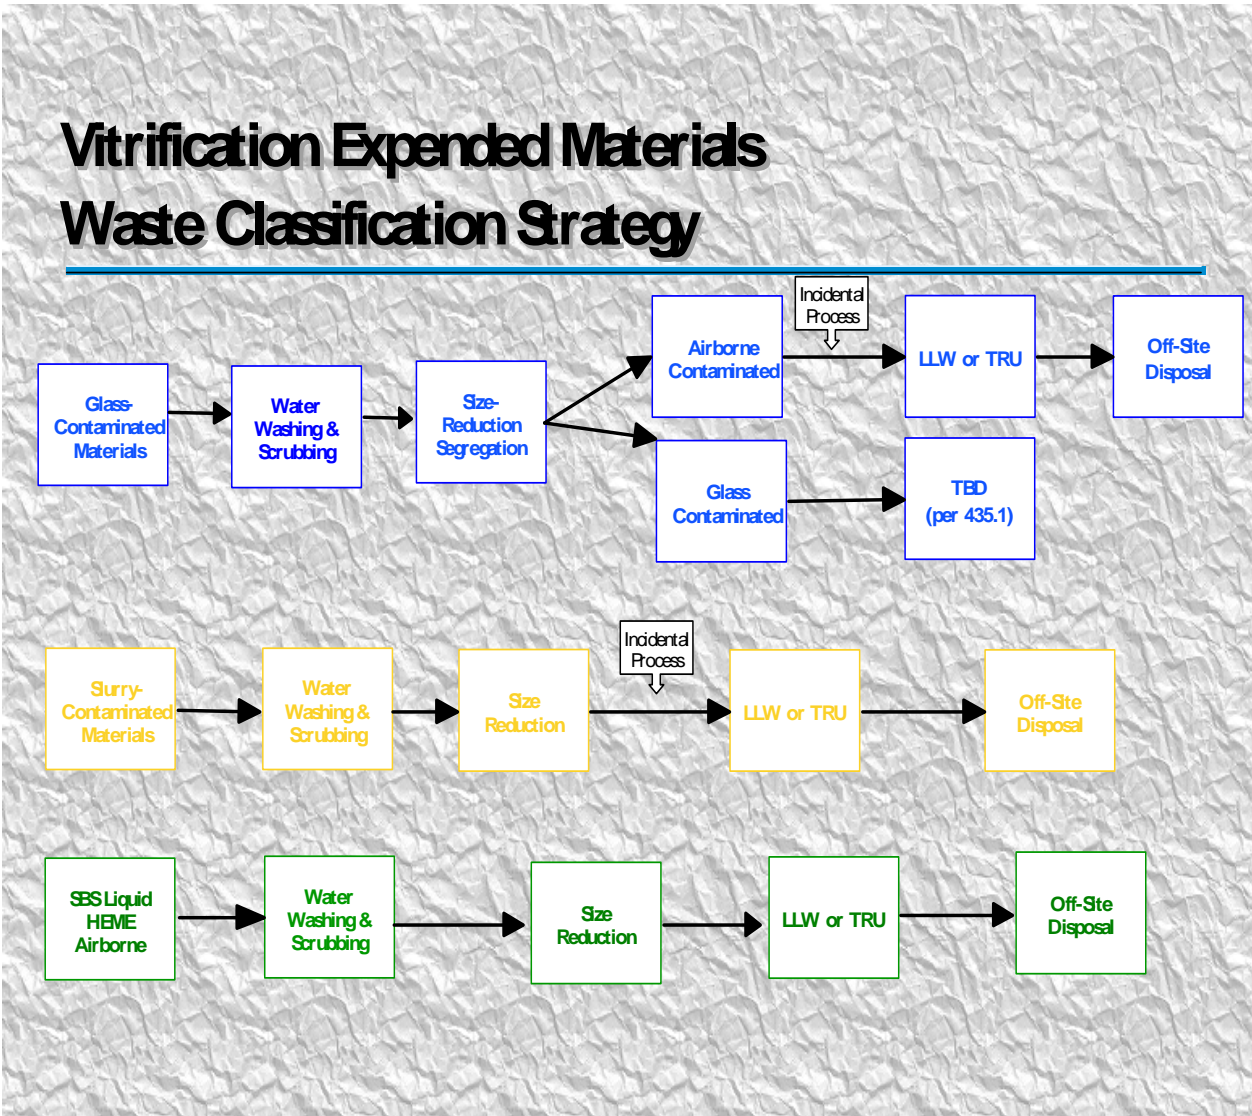 Vitrification Expended Materials
Waste Classification Strategy
Glass-
Contaminated
Materials
Water
Washing &
Scrubbing
Size-
Reduction
Segregation
Airborne
Contaminated
Incidental
Process
LLW or TRU
Off-Site
Disposal
Glass
Contaminated
TBD
(per 435.1)
Slurry-
Contaminated
Materials
Water
Washing &
Scrubbing
Size
Reduction
Incidental
Process
LLW or TRU
Off-Site
Disposal
SBS Liquid
HEME
Airborne
Water
Washing &
Scrubbing
Size
Reduction
LLW or TRU
Off-Site
Disposal